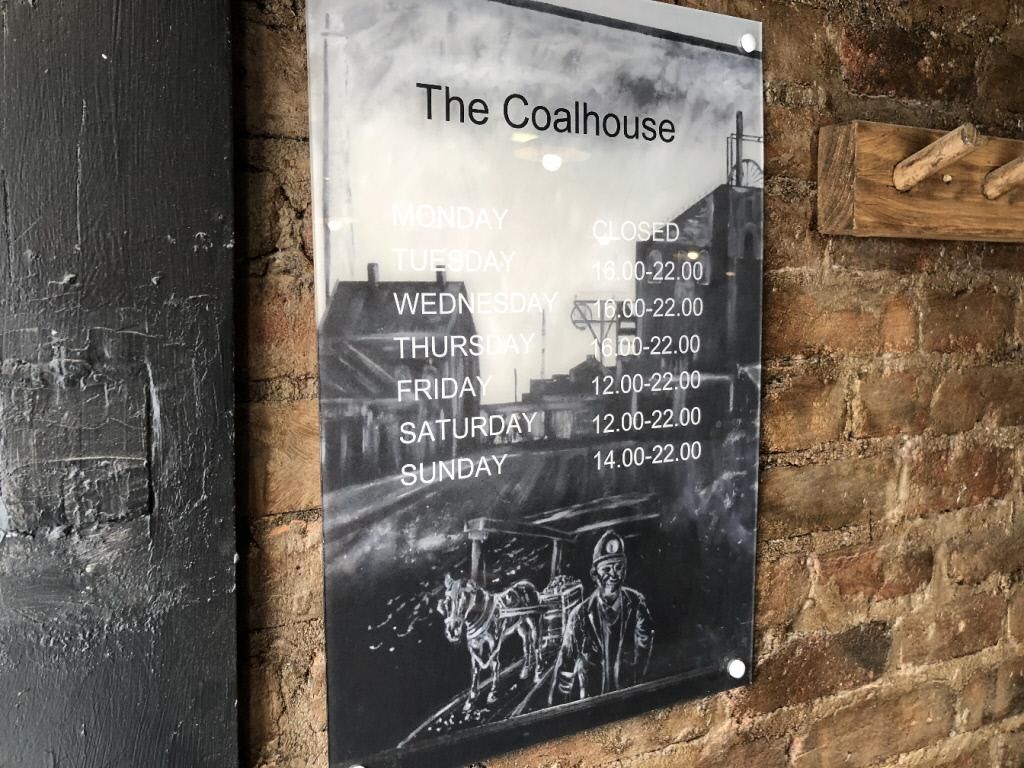 The Coalhouse
MONDAY CLOSED
TUESDAY 16.00-22.00
WEDNESDAY 16.00-22.00
THURSDAY 16.00-22.00
FRIDAY 12.00-22.00
SATURDAY 12.00-22.00
SUNDAY 14.00-22.00